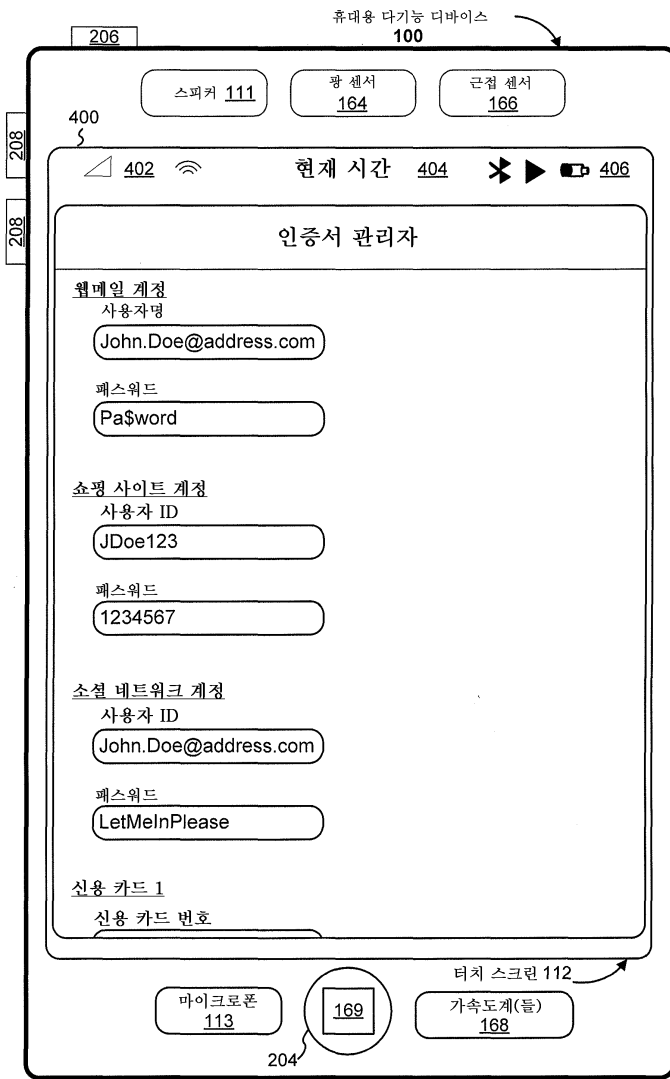 휴대용 다기능 디바이스
206
100
스피커 111
광 센서
164
근접 센서
166
400
208
208
402
현재 시간 404
406
인증서 관리자
웹메일 계정
사용자명
John.Doe@address.com
패스워드
Pa$word
쇼핑 사이트 계정
사용자 ID
JDoe123
패스워드
1234567
소셜 네트워크 계정
사용자 ID
John.Doe@address.com
패스워드
LetMeInPlease
신용 카드 1
신용 카드 번호
터치 스크린 112
마이크로폰
113
169
가속도계(들)
168
204